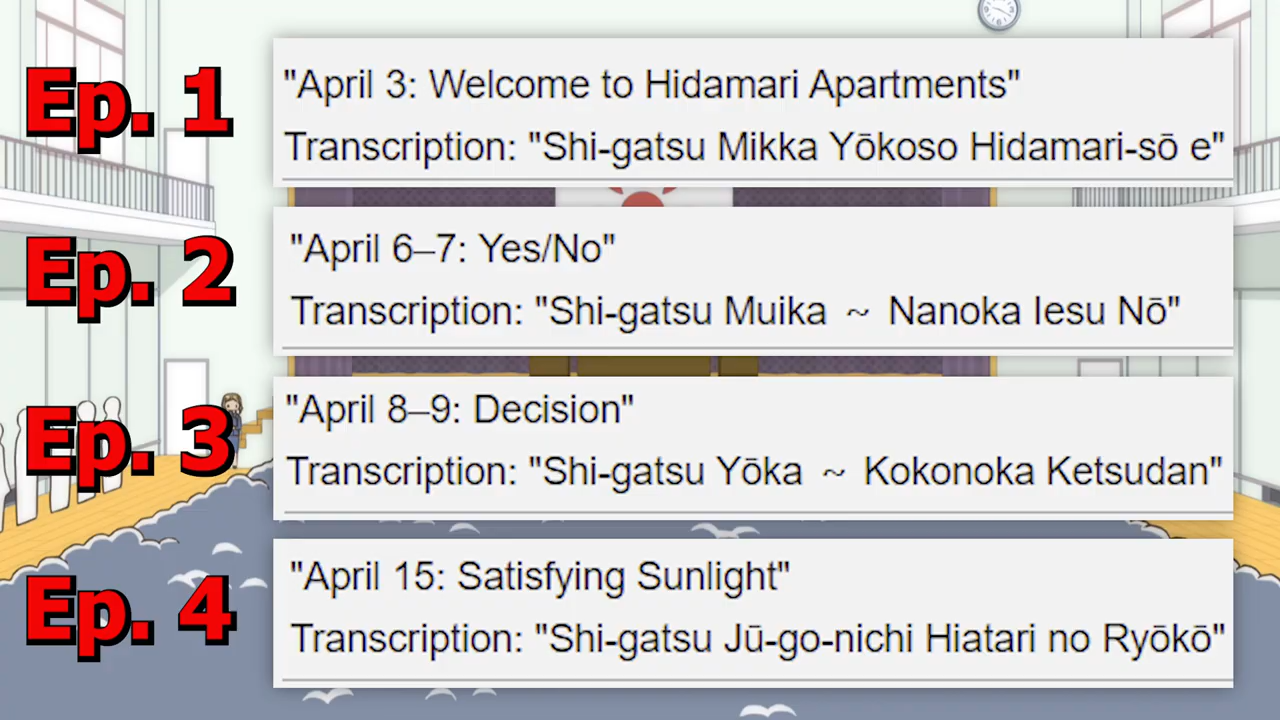 Ep. 1
"April 3: Welcome to Hidamari Apartments"
Transcription: "Shi-gatsu Mikka Yōkoso Hidamari-sō e"
Ep. 2
"April 6–7: Yes/No"
Transcription: "Shi-gatsu Muika ~ Nanoka Iesu Nō"
Ep. 3
"April 8–9: Decision"
Transcription: "Shi-gatsu Yōka ~ Kokonoka Ketsudan"
Ep. 4
"April 15: Satisfying Sunlight"
Transcription: "Shi-gatsu Jū-go-nichi Hiatari no Ryōkō"